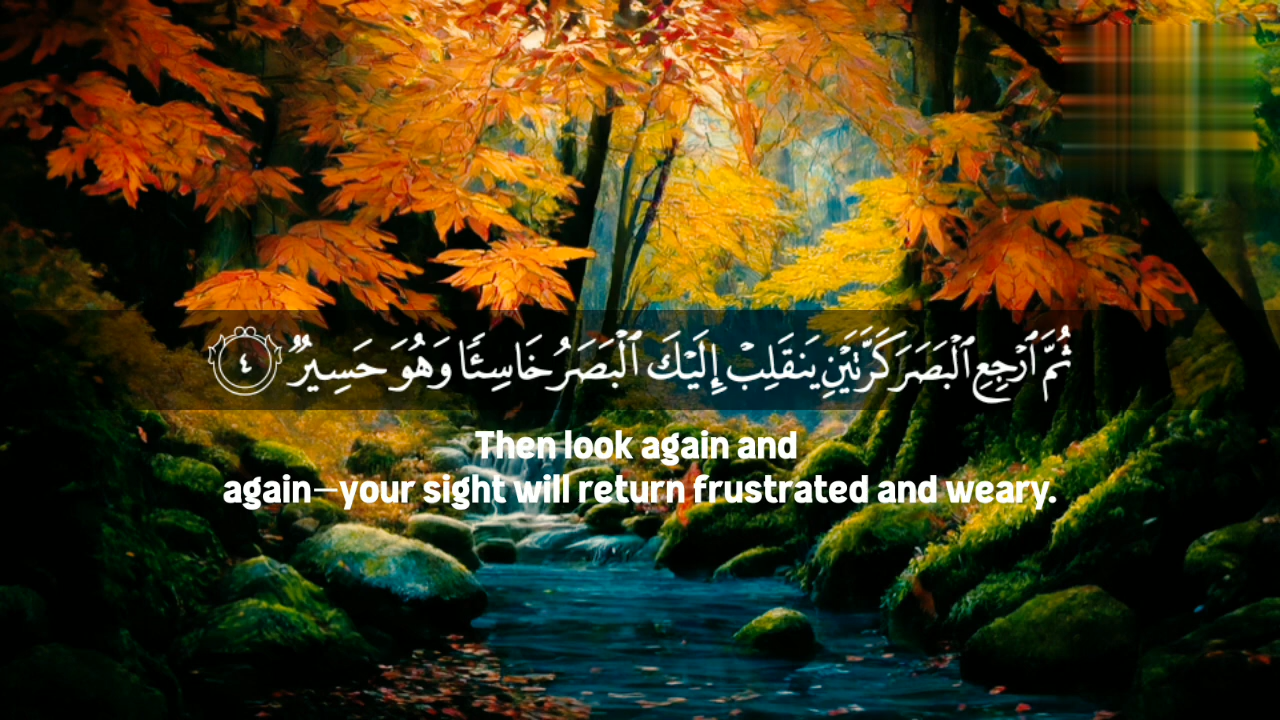 ثُمَّ ٱرْجِعِ ٱلْبَصَرَ كَرَّتَيْنِ يَنقَلِبْ إِلَيْكَ ٱلْبَصَرُ خَاسِئًا وَهُوَ حَسِيرٌ ٤
Then look again and
again—your sight will return frustrated and weary.